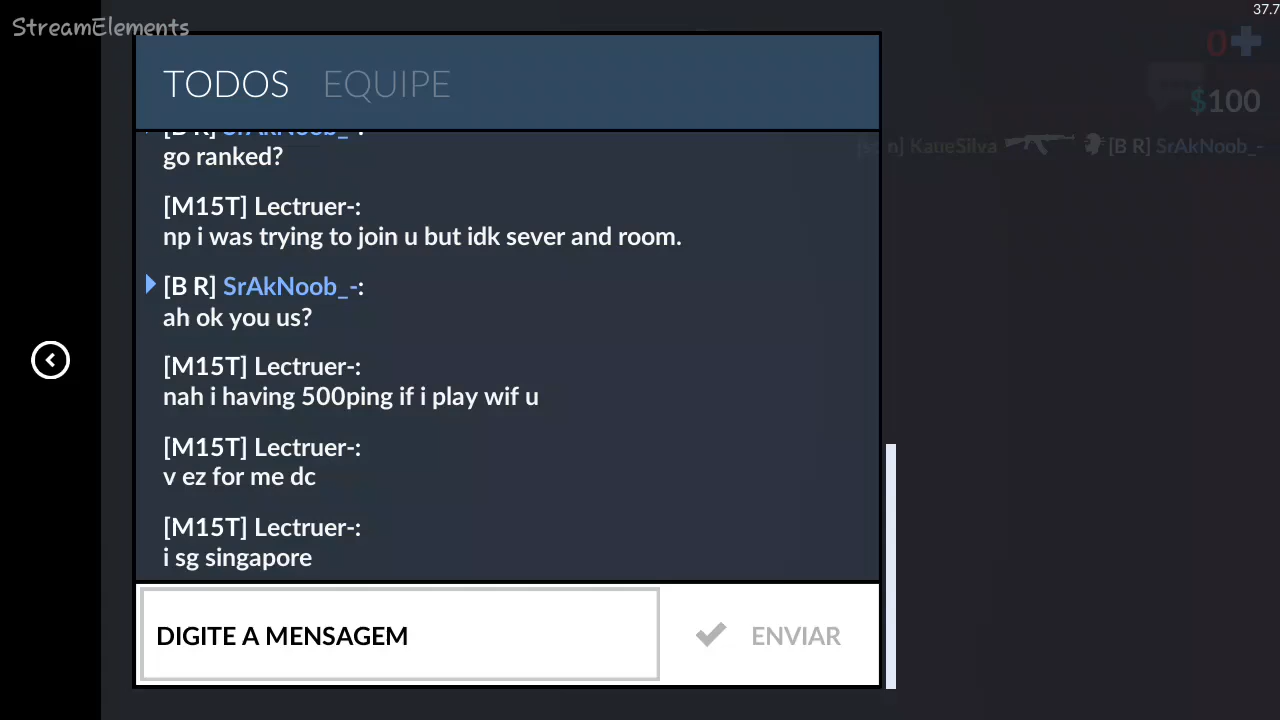 StreamElements
37.7
0
TODOS EQUIPE
$100
[B R] SrAkNoob_-:
go ranked?
n] KaueSilva [B R] SrAkNoob_-
[M15T] Lectruer-:
np i was trying to join u but idk sever and room.
[B R] SrAkNoob_-:
ah ok you us?
[M15T] Lectruer-:
nah i having 500ping if i play wif u
[M15T] Lectruer-:
v ez for me dc
[M15T] Lectruer-:
i sg singapore
DIGITE A MENSAGEM
ENVIAR